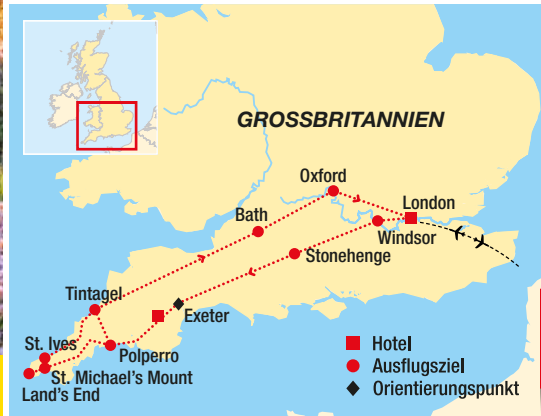 GROSSBRITANNIEN
Oxford
London
Bath
Windsor
Stonehenge
Tintagel
Exeter
St. Ives
Polperro
St. Michael's Mount
Land's End
Hotel
Ausflugsziel
Orientierungspunkt